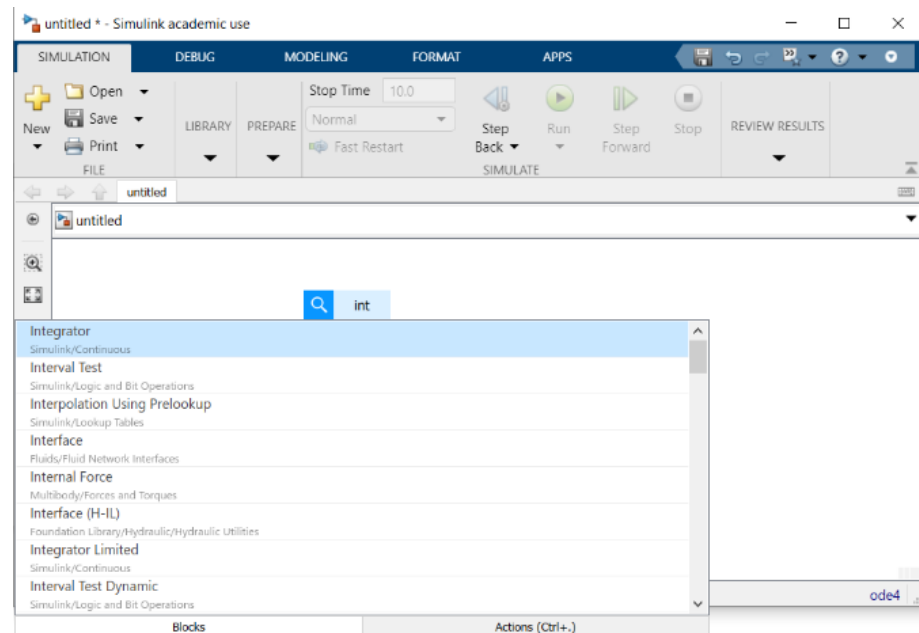 untitled * - Simulink academic use
SIMULATION DEBUG MODELING FORMAT APPS
New
Open
Save
Print
FILE
LIBRARY
PREPARE
Stop Time 10.0
Normal
Fast Restart
Step Back
Run
Step Forward
Stop
SIMULATE
REVIEW RESULTS
untitled
untitled
int
Integrator
Simulink/Continuous
Interval Test
Simulink/Logic and Bit Operations
Interpolation Using Prelookup
Simulink/Lookup Tables
Interface
Fluids/Fluid Network Interfaces
Internal Force
Multibody/Forces and Torques
Interface (H-IL)
Foundation Library/Hydraulic/Hydraulic Utilities
Integrator Limited
Simulink/Continuous
Interval Test Dynamic
Simulink/Logic and Bit Operations
ode4
Blocks Actions (Ctrl+.)